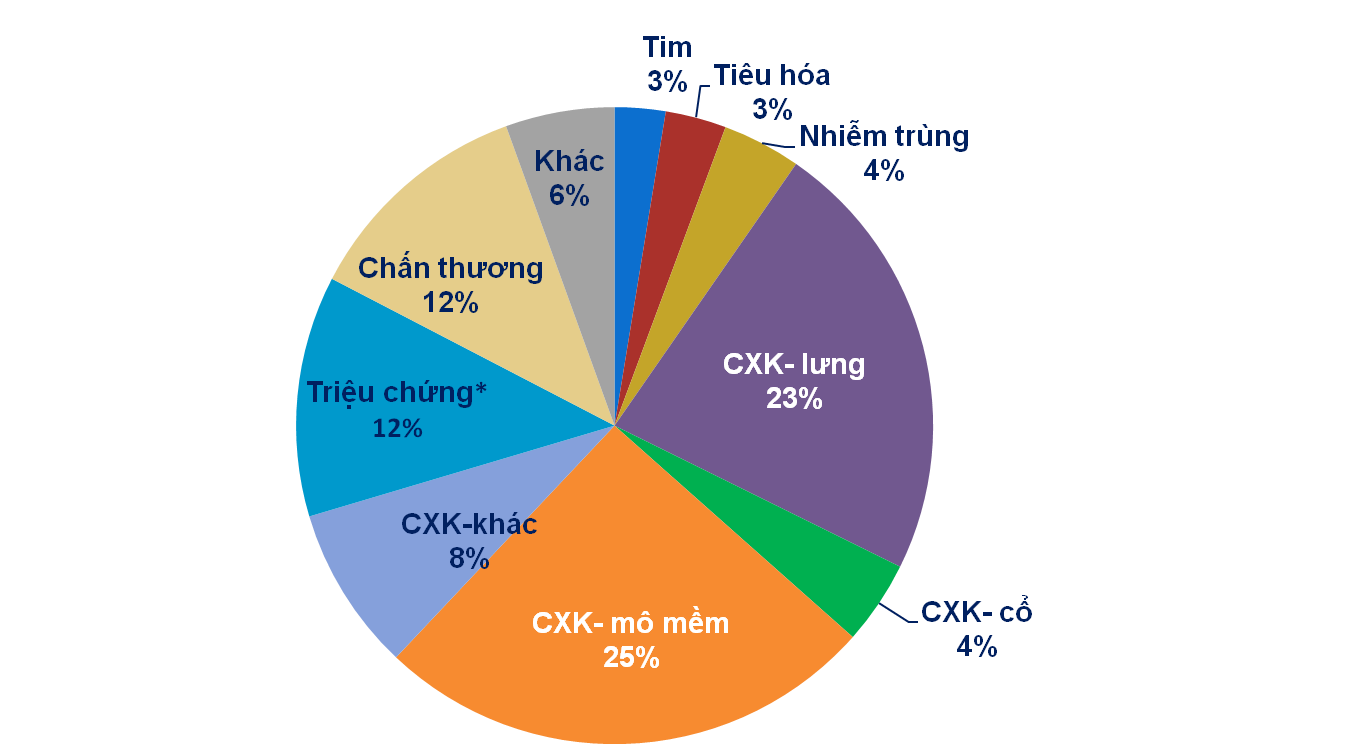 Tim
3%
Tiêu hóa
3%
Nhiễm trùng
4%
CXK- lưng
23%
CXK- cổ
4%
CXK- mô mềm
25%
CXK-khác
8%
Triệu chứng*
12%
Chấn thương
12%
Khác
6%